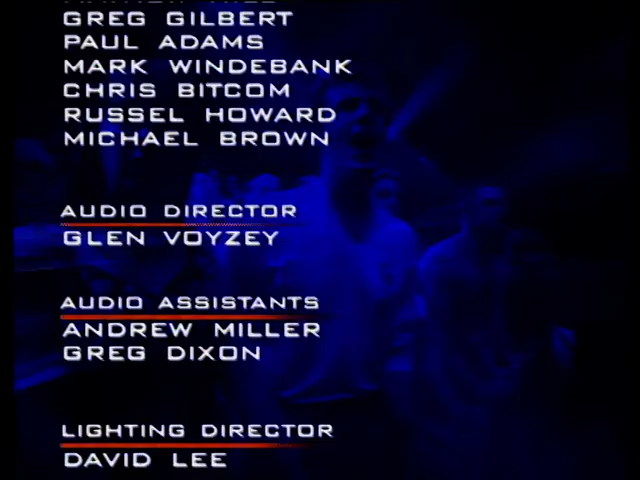 GREG GILBERT
PAUL ADAMS
MARK WINDEBANK
CHRIS BITCOM
RUSSEL HOWARD
MICHAEL BROWN
AUDIO DIRECTOR
GLEN VOYZEY
AUDIO ASSISTANTS
ANDREW MILLER
GREG DIXON
LIGHTING DIRECTOR
DAVID LEE